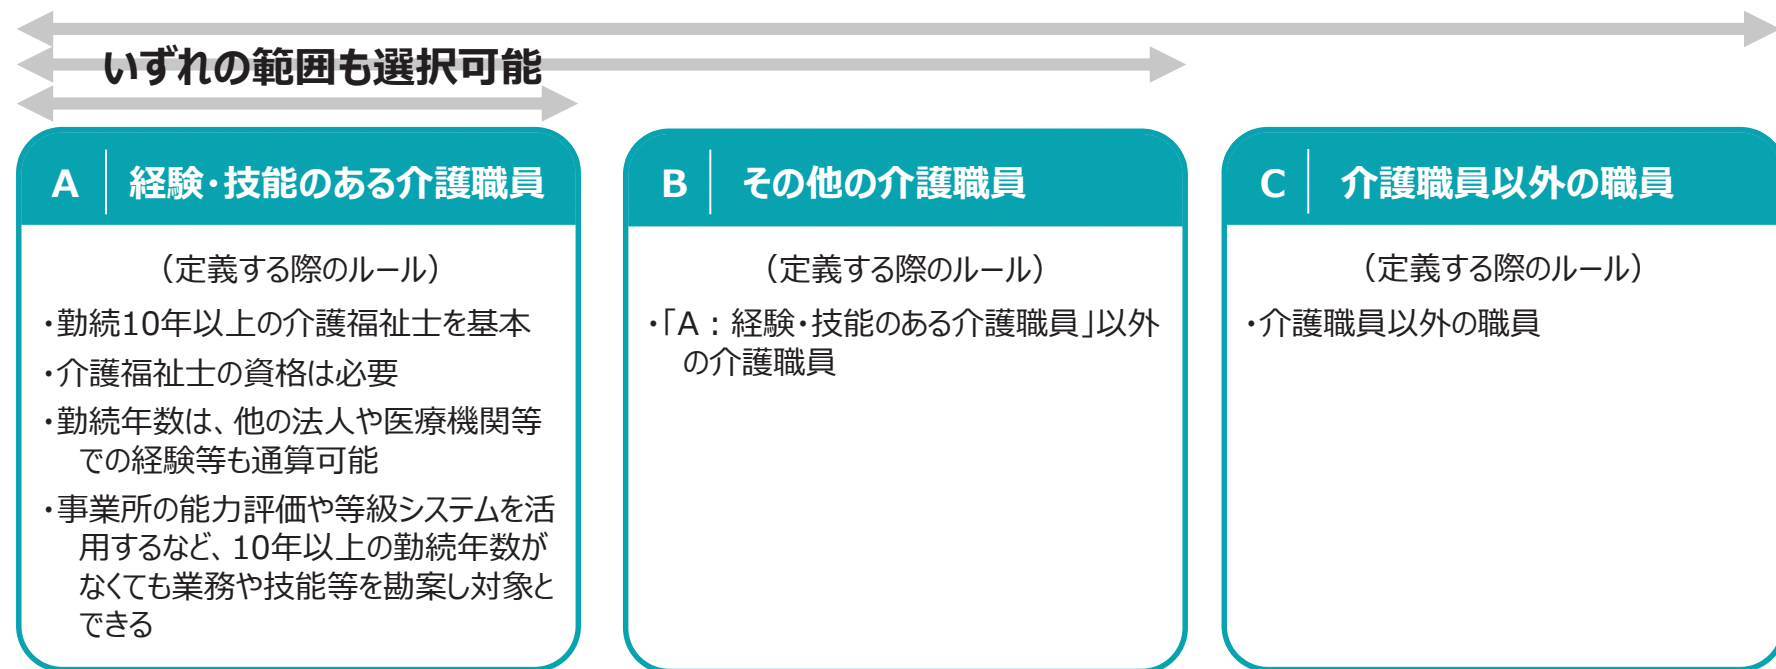 いずれの範囲も選択可能
A 経験・技能のある介護職員
（定義する際のルール）
・勤続10年以上の介護福祉士を基本
・介護福祉士の資格は必要
・勤続年数は、他の法人や医療機関等
での経験等も通算可能
・事業所の能力評価や等級システムを活
用するなど、10年以上の勤続年数が
なくても業務や技能等を勘案し対象と
できる
B その他の介護職員
（定義する際のルール）
・「A：経験・技能のある介護職員」以外
の介護職員
C 介護職員以外の職員
（定義する際のルール）
・介護職員以外の職員